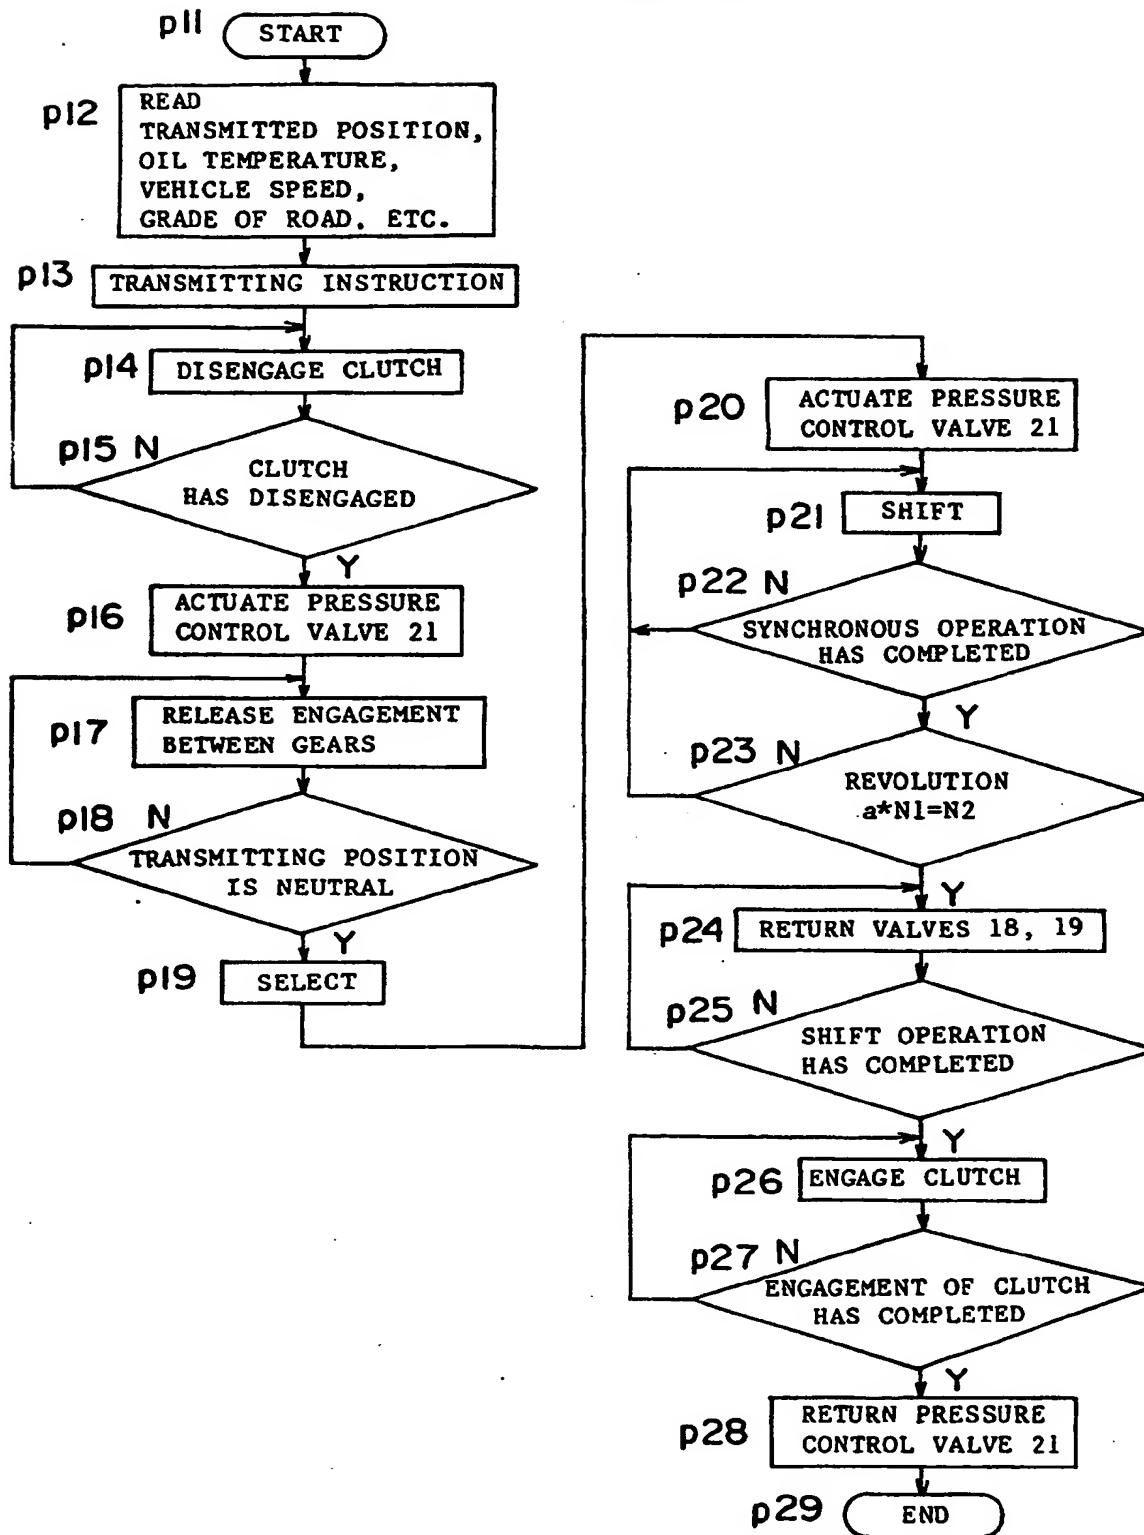 p11
START
p12
READ
TRANSMITTED POSITION,
OIL TEMPERATURE,
VEHICLE SPEED,
GRADE OF ROAD, ETC.
p13
TRANSMITTING INSTRUCTION
p14
DISENGAGE CLUTCH
p15 N
CLUTCH
HAS DISENGAGED
Y
p16
ACTUATE PRESSURE
CONTROL VALVE 21
p17
RELEASE ENGAGEMENT
BETWEEN GEARS
p18 N
TRANSMITTING POSITION
IS NEUTRAL
Y
p19
SELECT
p20
ACTUATE PRESSURE
CONTROL VALVE 21
p21
SHIFT
p22 N
SYNCHRONOUS OPERATION
HAS COMPLETED
Y
p23 N
REVOLUTION
a*N1=N2
Y
p24
RETURN VALVES 18, 19
p25 N
SHIFT OPERATION
HAS COMPLETED
Y
p26
ENGAGE CLUTCH
p27 N
ENGAGEMENT OF CLUTCH
HAS COMPLETED
Y
p28
RETURN PRESSURE
CONTROL VALVE 21
p29
END